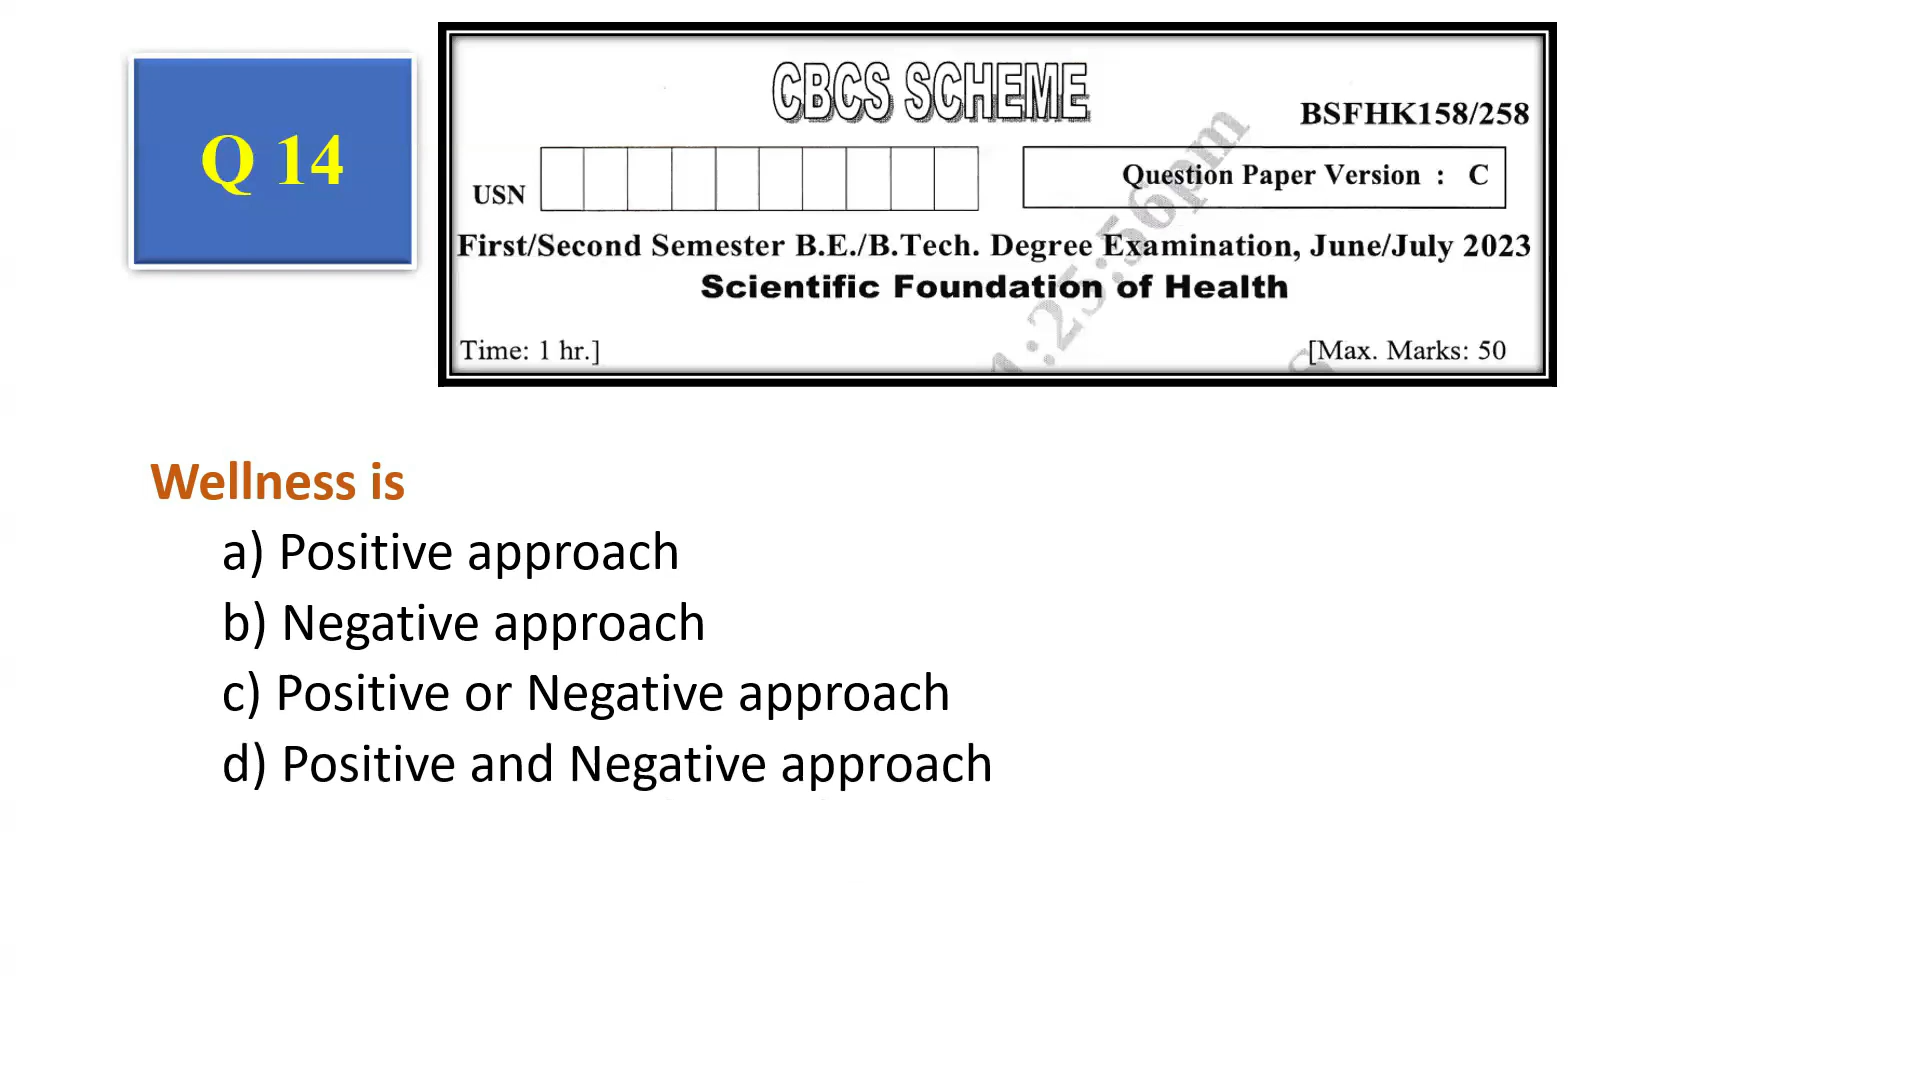 Q 14
CBCS SCHEME
BSFHK158/258
USN
Question Paper Version : C
First/Second Semester B.E./B.Tech. Degree Examination, June/July 2023
Scientific Foundation of Health
Time: 1 hr.]
[Max. Marks: 50
Wellness is
a) Positive approach
b) Negative approach
c) Positive or Negative approach
d) Positive and Negative approach